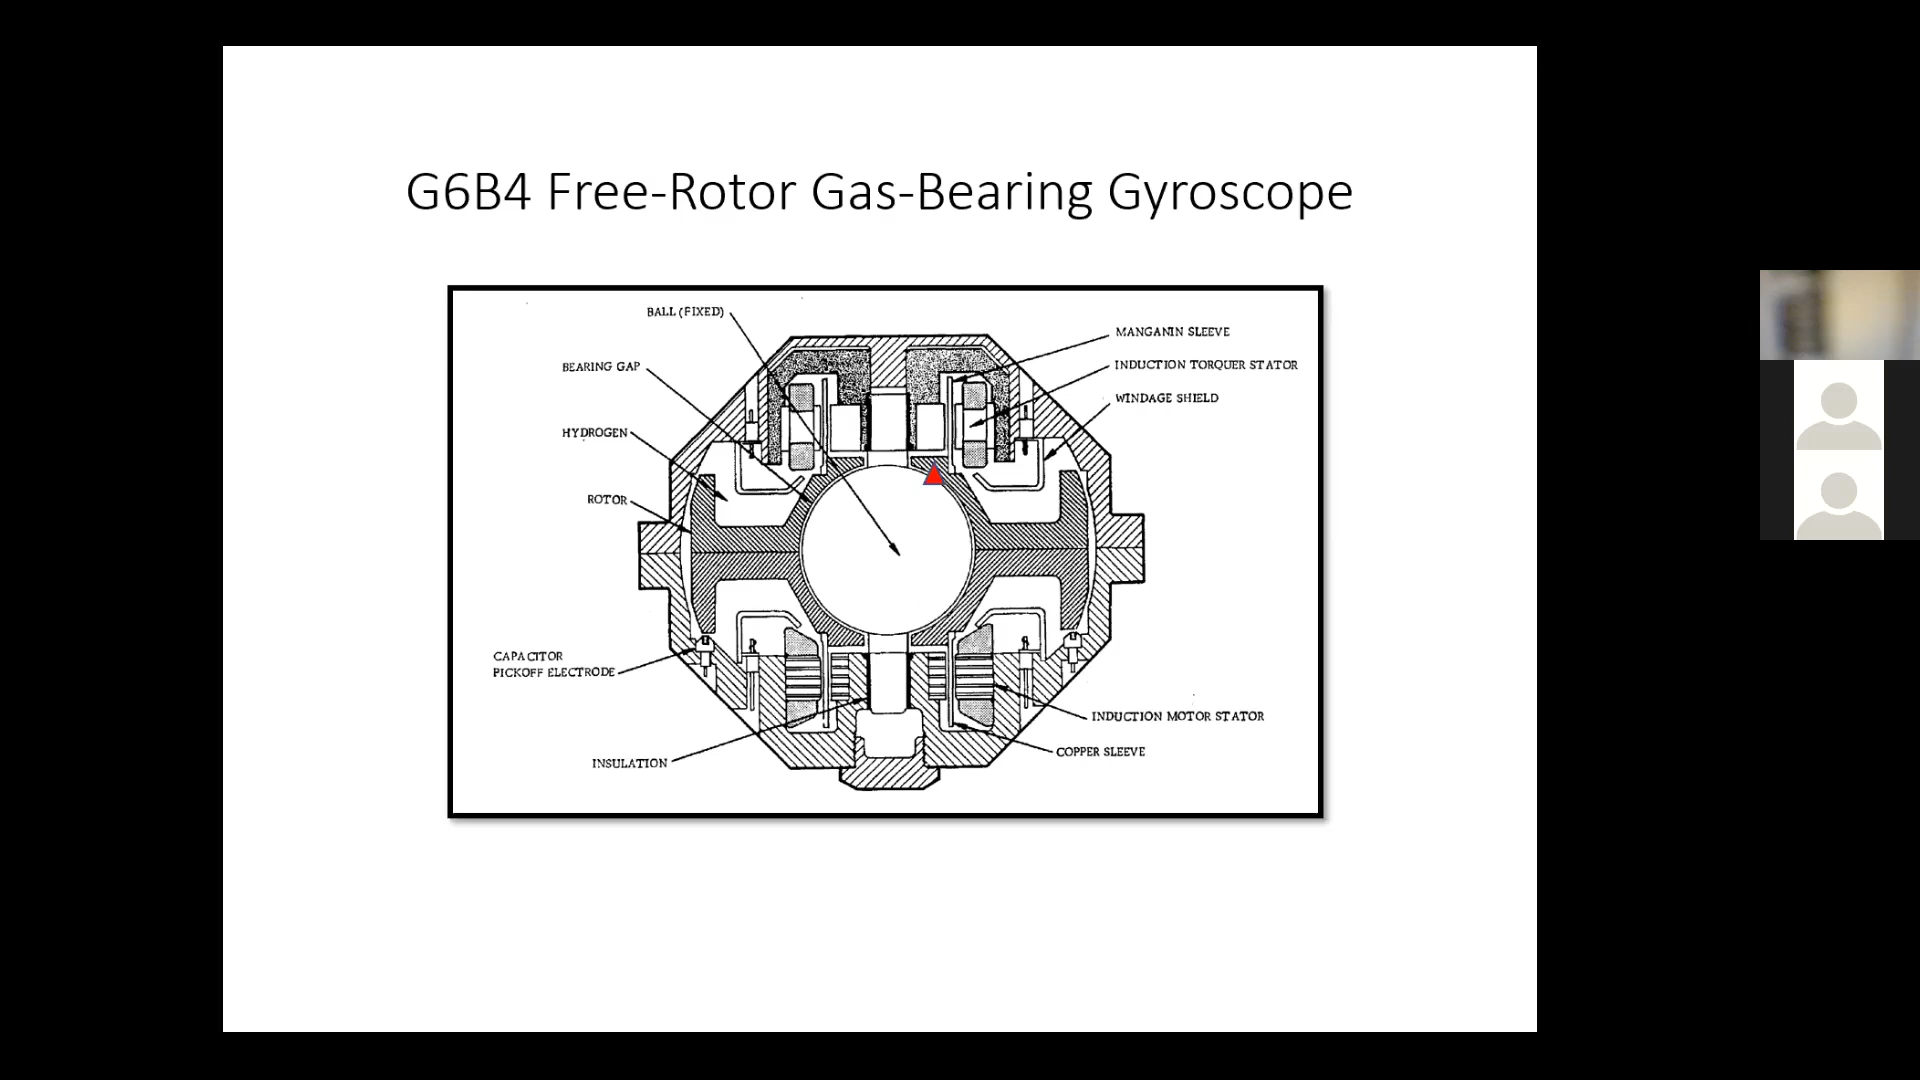 G6B4 Free-Rotor Gas-Bearing Gyroscope
BALL (FIXED)
BEARING GAP
HYDROGEN
ROTOR
CAPACITOR
PICKOFF ELECTRODE
INSULATION
MANGANIN SLEEVE
INDUCTION TORQUER STATOR
WINDAGE SHIELD
INDUCTION MOTOR STATOR
COPPER SLEEVE